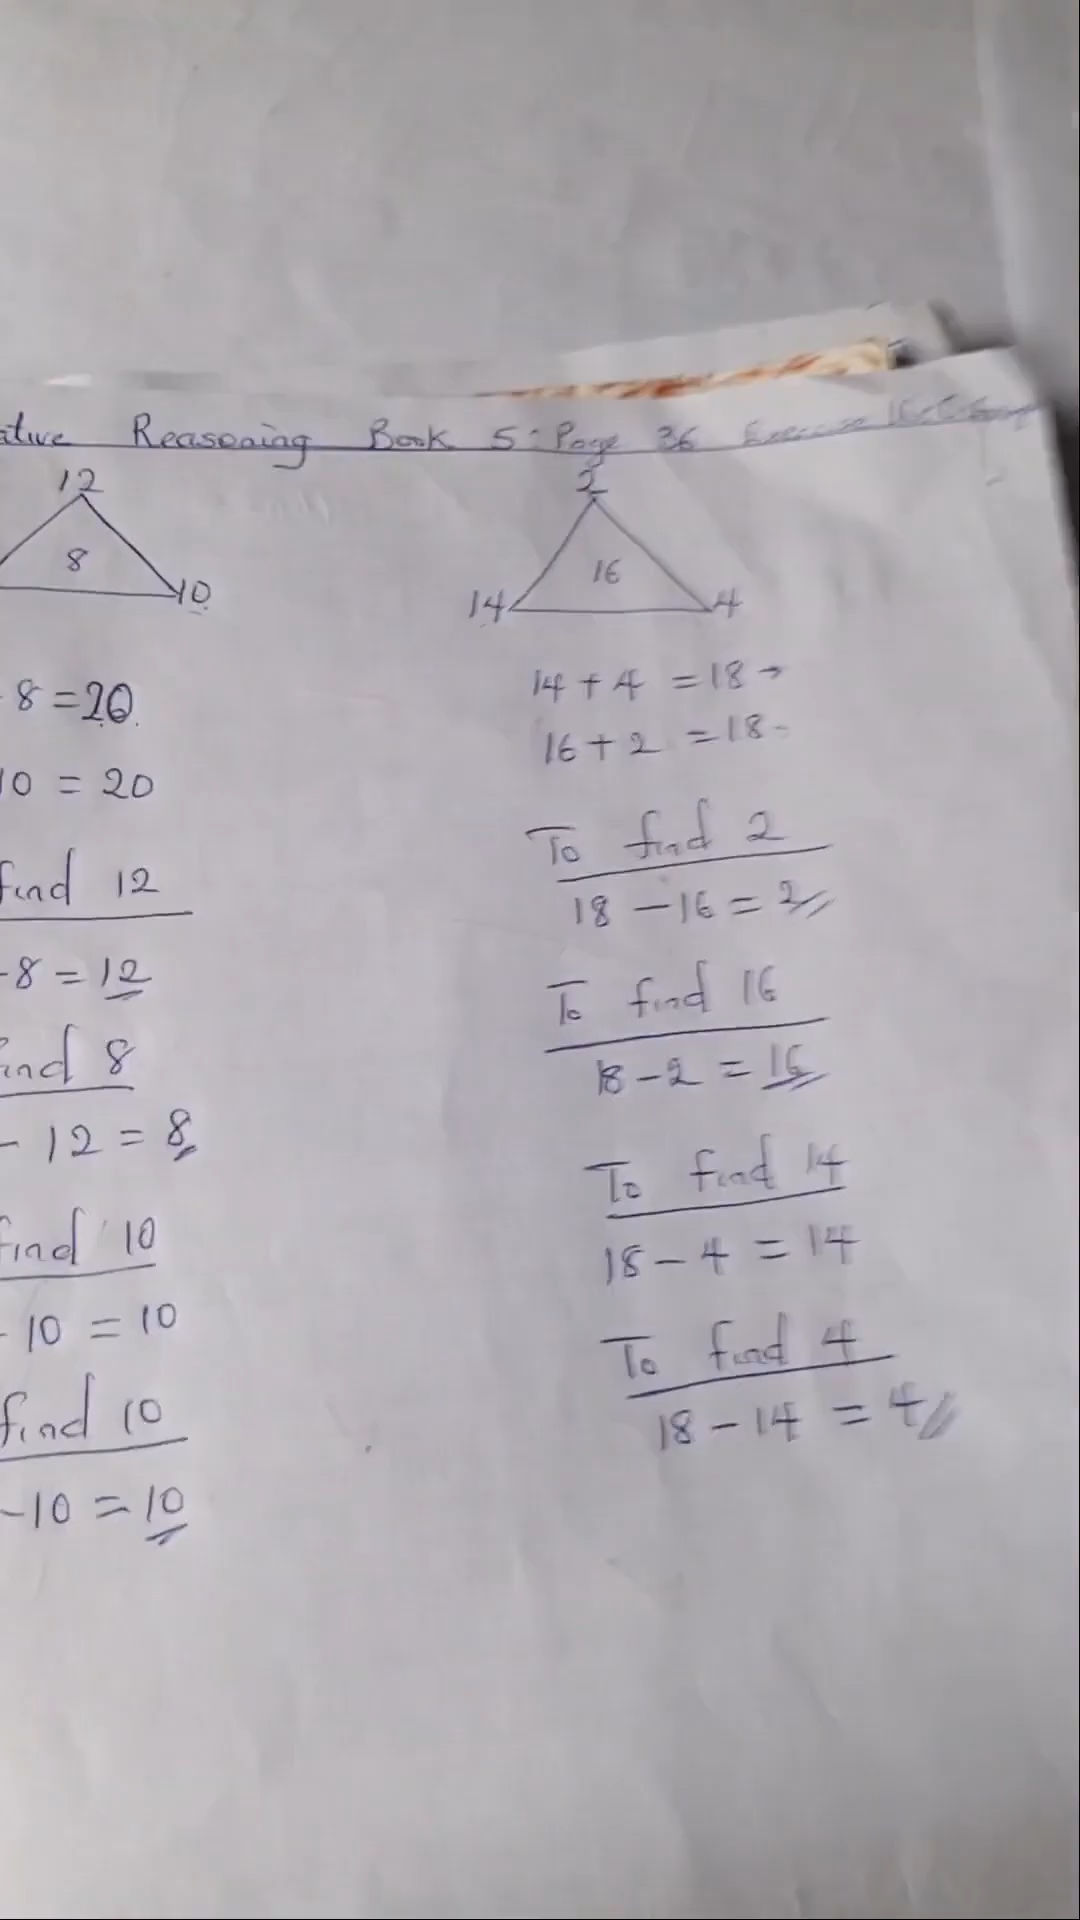 ative Reasoning Book 5: Page 36 Exercise
12
8
10
8 = 20
10 = 20
find 12
-8 = 12
find 8
- 12 = 8
find 10
- 10 = 10
find 10
-10 = 10
2
16
14 4
14 + 4 = 18
16 + 2 = 18
To find 2
18 - 16 = 2
To find 16
18 - 2 = 16
To find 14
18 - 4 = 14
To find 4
18 - 14 = 4